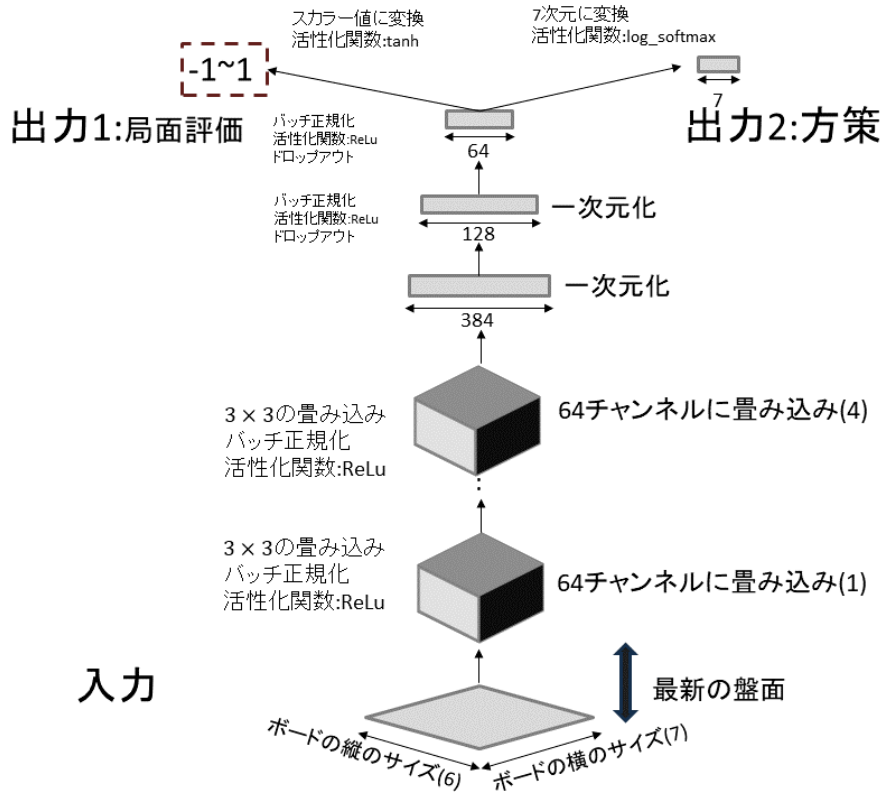 スカラー値に変換
活性化関数:tanh
7次元に変換
活性化関数:log_softmax
-1~1
7
出力1:局面評価
出力2:方策
バッチ正規化
活性化関数:ReLu
ドロップアウト
64
バッチ正規化
活性化関数:ReLu
ドロップアウト
一次元化
128
一次元化
384
3 × 3の畳み込み
バッチ正規化
活性化関数:ReLu
64チャンネルに畳み込み(4)
⋮
3 × 3の畳み込み
バッチ正規化
活性化関数:ReLu
64チャンネルに畳み込み(1)
入力
最新の盤面
ボードの縦のサイズ(6)
ボードの横のサイズ(7)